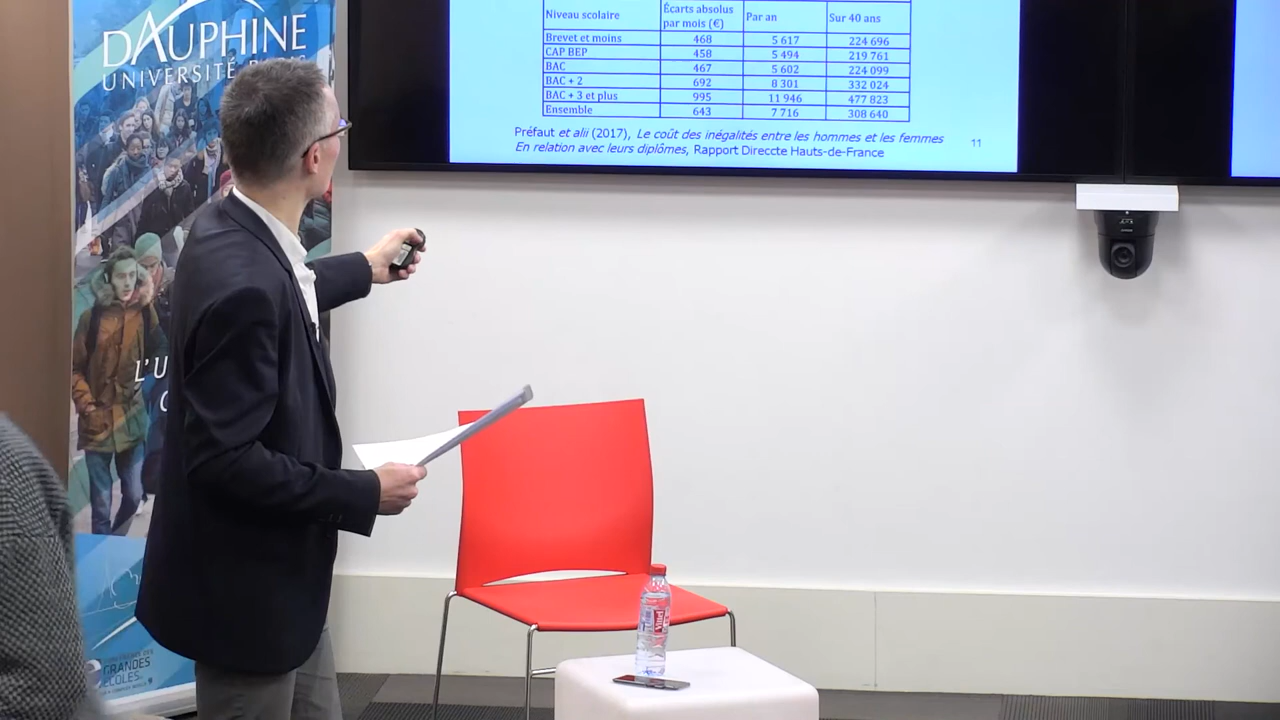 DAUPHINE
UNIVERSITÉ
L'U
GRANDES
ÉCOLES
Niveau scolaire Écarts absolus par mois (€) Par an Sur 40 ans
Brevet et moins 468 5 617 224 696
CAP BEP 458 5 494 219 761
BAC 467 5 602 224 099
BAC + 2 692 8 301 332 024
BAC + 3 et plus 995 11 946 477 823
Ensemble 643 7 716 308 640
Préfaut et alii (2017), Le coût des inégalités entre les hommes et les femmes
En relation avec leurs diplômes, Rapport Direccte Hauts-de-France
11